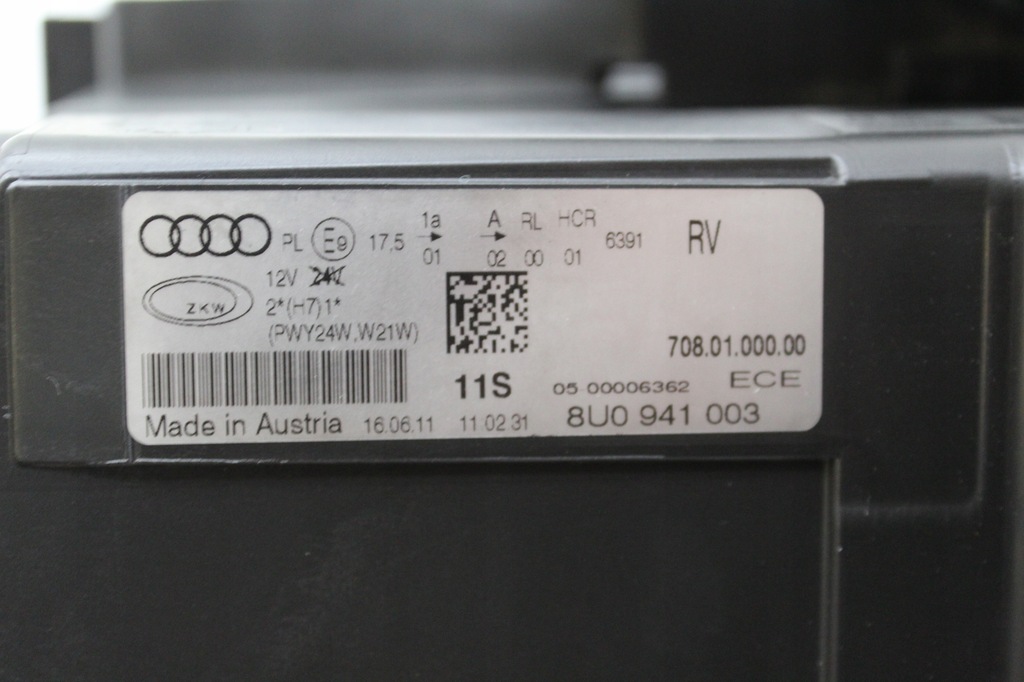 PL E9 17.5 1a → 01 A → 02 RL 00 HCR 01 6391 RV
12V 24V
ZKW 2*(H7)1*
(PWY24W,W21W)
708.01.000.00
11S 05 00006362 ECE
Made in Austria 16.06.11 11:02:31 8U0 941 003